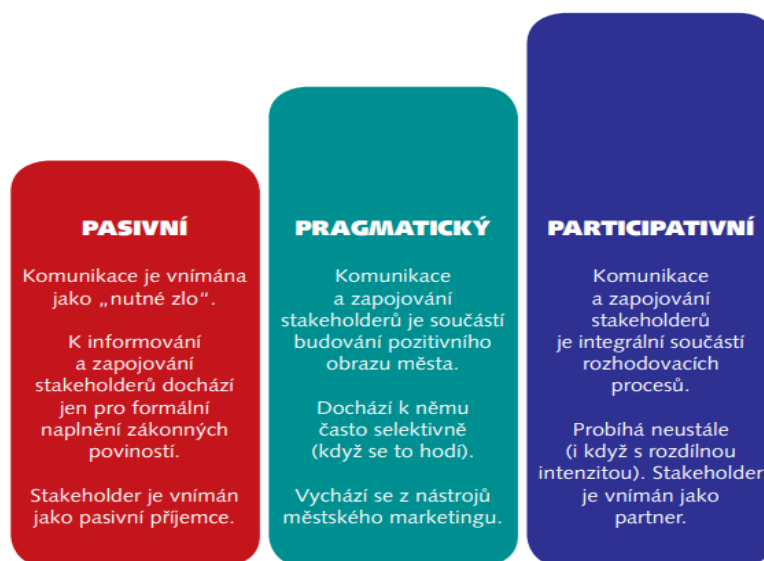 PASIVNÍ
Komunikace je vnímána
jako „nutné zlo“.
K informování
a zapojování
stakeholderů dochází
jen pro formální
naplnění zákonných
poviností.
Stakeholder je vnímán
jako pasivní příjemce.
PRAGMATICKÝ
Komunikace
a zapojování
stakeholderů je součástí
budování pozitivního
obrazu města.
Dochází k němu
často selektivně
(když se to hodí).
Vychází se z nástrojů
městského marketingu.
PARTICIPATIVNÍ
Komunikace
a zapojování
stakeholderů
je integrální součástí
rozhodovacích
procesů.
Probíhá neustále
(i když s rozdílnou
intenzitou). Stakeholder
je vnímán jako
partner.